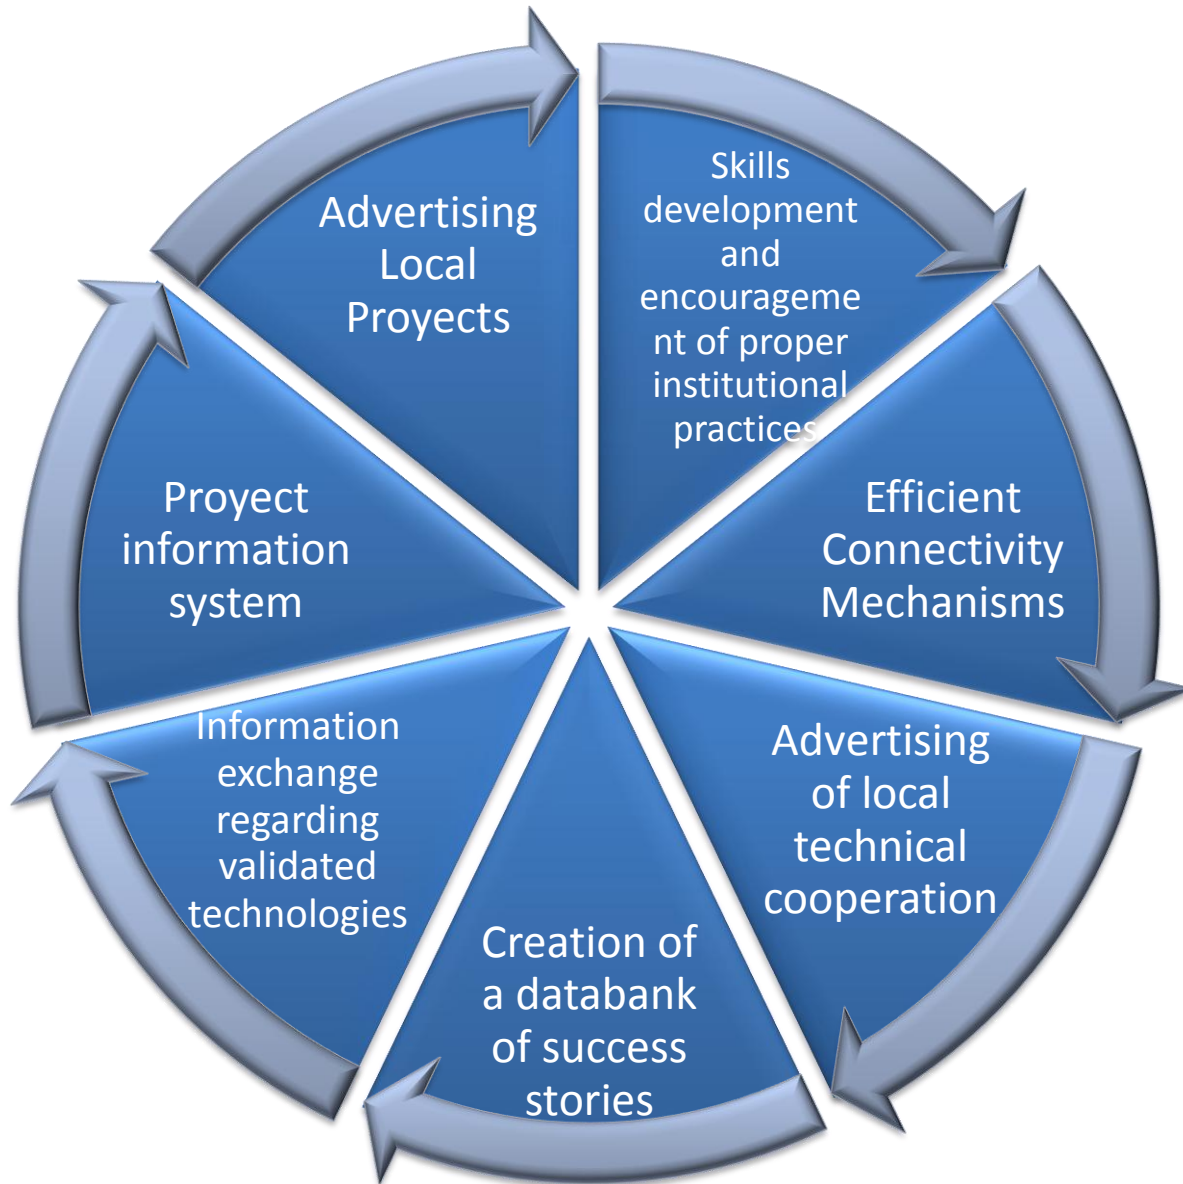 Skills
development
and
encourageme
nt of proper
institutional
practices
Efficient
Connectivity
Mechanisms
Advertising
of local
technical
cooperation
Creation of
a databank
of success
stories
Information
exchange
regarding
validated
technologies
Proyect
information
system
Advertising
Local
Proyects